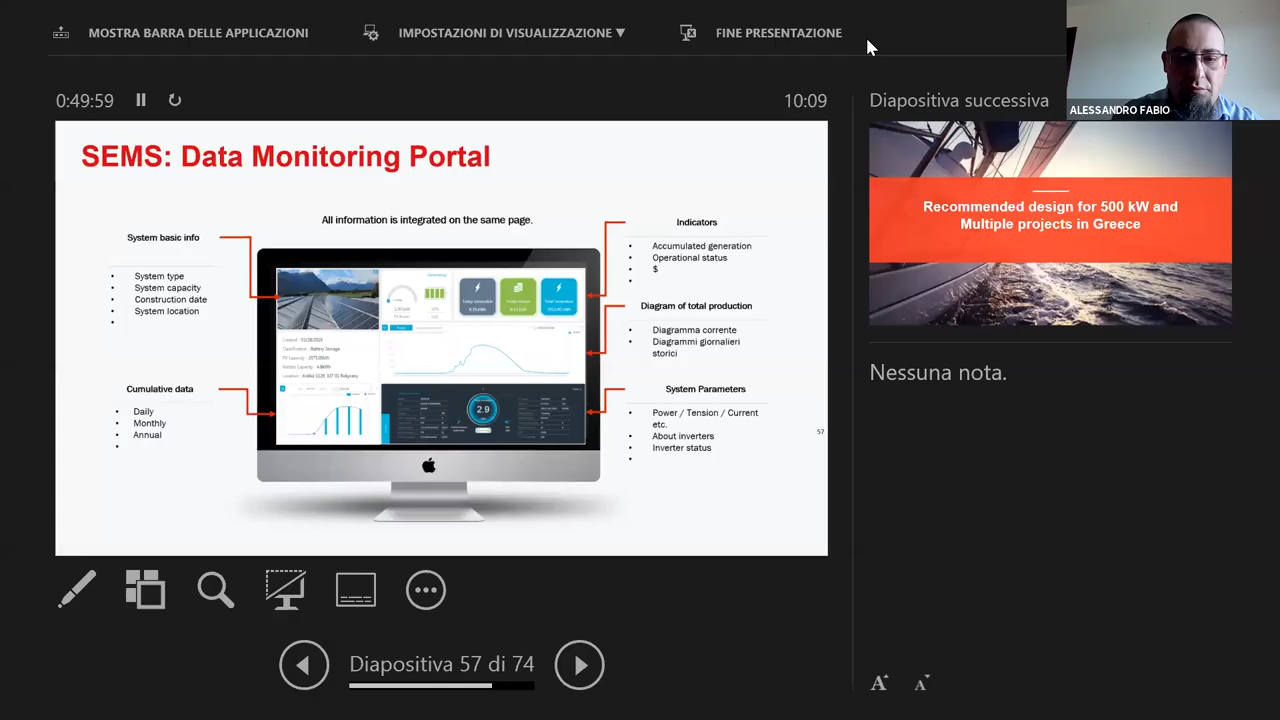 MOSTRA BARRA DELLE APPLICAZIONI
IMPOSTAZIONI DI VISUALIZZAZIONE ▼
FINE PRESENTAZIONE
ALESSANDRO FABIO
0:49:59
10:09
Diapositiva successiva
SEMS: Data Monitoring Portal
All information is integrated on the same page.
System basic info
• System type
• System capacity
• Construction date
• System location
•
Cumulative data
• Daily
• Monthly
• Annual
•
Indicators
• Accumulated generation
• Operational status
• $
•
Diagram of total production
• Diagramma corrente
• Diagrammi giornalieri
storici
System Parameters
• Power / Tension / Current
etc.
• About inverters
• Inverter status
•
2.9
57
Recommended design for 500 kW and
Multiple projects in Greece
Nessuna nota.
Diapositiva 57 di 74
A A